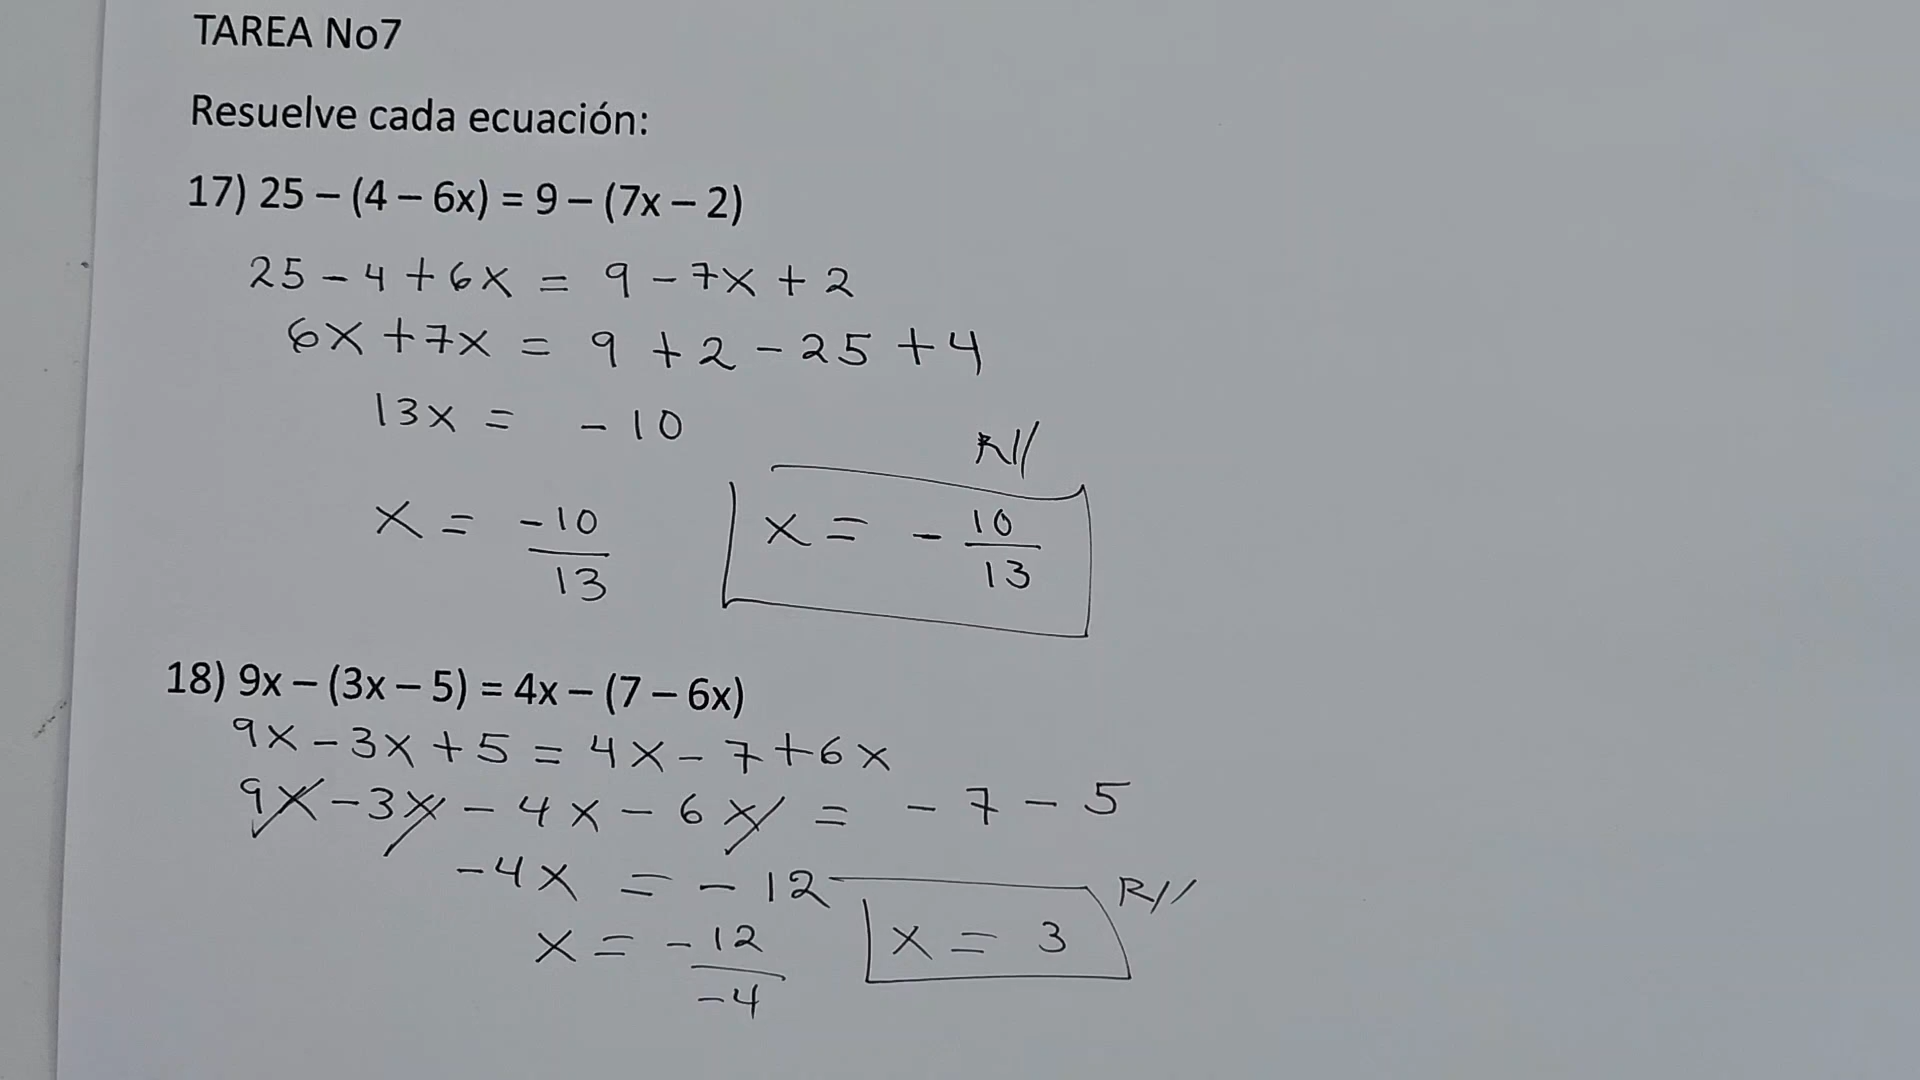 TAREA No7
Resuelve cada ecuación:
17) 25 – (4 – 6x) = 9 – (7x – 2)
25 - 4 + 6x = 9 - 7x + 2
6x + 7x = 9 + 2 - 25 + 4
13x = - 10
R//
x = -10/13
x = - 10/13
18) 9x – (3x – 5) = 4x – (7 – 6x)
9x - 3x + 5 = 4x - 7 + 6x
9x - 3x - 4x - 6x = - 7 - 5
-4x = - 12
R//
x = -12/-4
x = 3